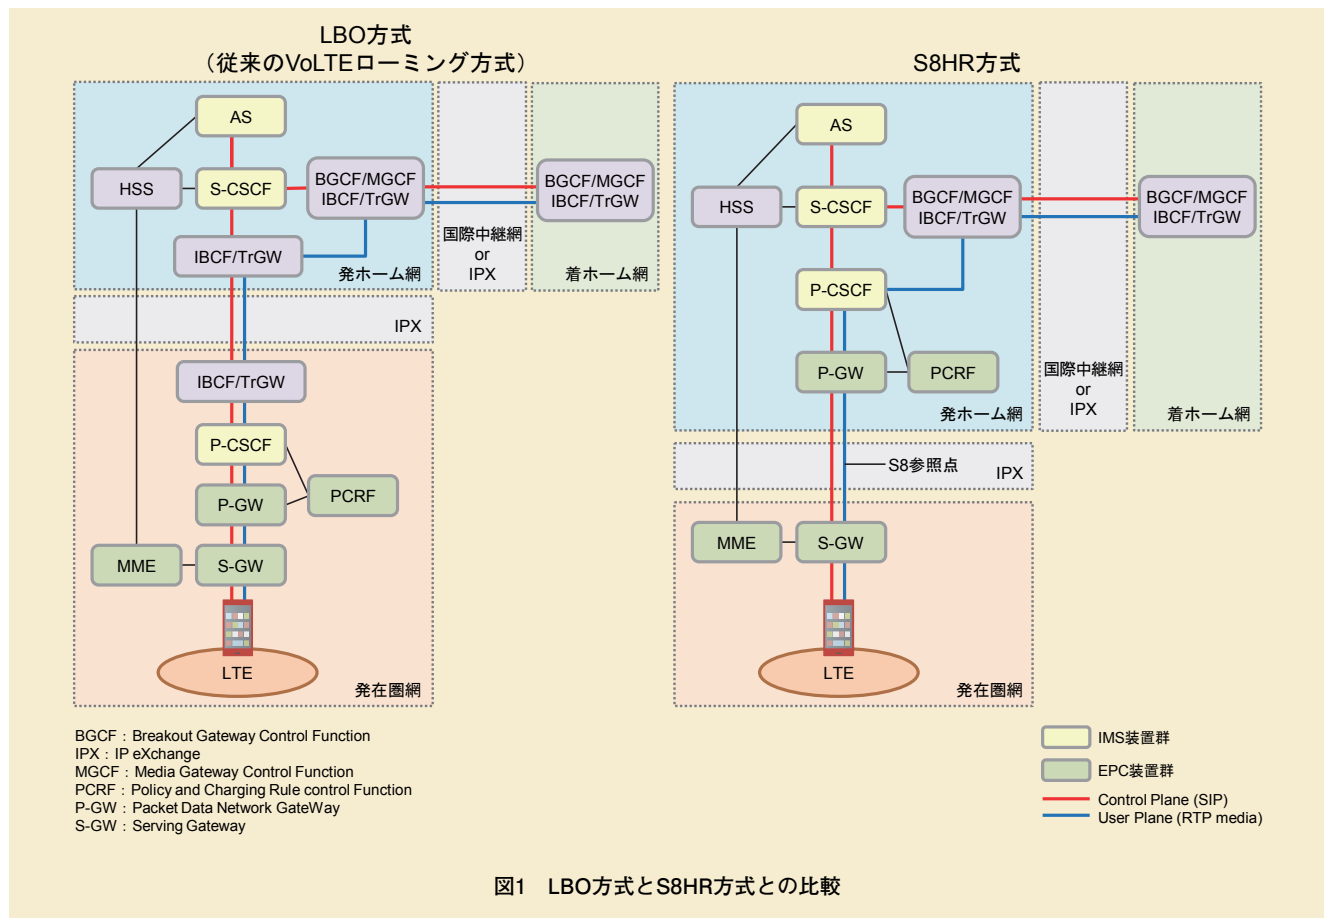 LBO方式
（従来のVoLTEローミング方式）
AS
HSS
S-CSCF
BGCF/MGCF
IBCF/TrGW
BGCF/MGCF
IBCF/TrGW
IBCF/TrGW
発ホーム網
国際中継網
or
IPX
着ホーム網
IPX
IBCF/TrGW
P-CSCF
P-GW
PCRF
MME
S-GW
LTE
発在圏網
S8HR方式
AS
HSS
S-CSCF
BGCF/MGCF
IBCF/TrGW
BGCF/MGCF
IBCF/TrGW
P-CSCF
P-GW
PCRF
発ホーム網
国際中継網
or
IPX
着ホーム網
S8参照点
IPX
MME
S-GW
LTE
発在圏網
BGCF：Breakout Gateway Control Function
IPX：IP eXchange
MGCF：Media Gateway Control Function
PCRF：Policy and Charging Rule control Function
P-GW：Packet Data Network GateWay
S-GW：Serving Gateway
IMS装置群
EPC装置群
Control Plane (SIP)
User Plane (RTP media)
図1　LBO方式とS8HR方式との比較